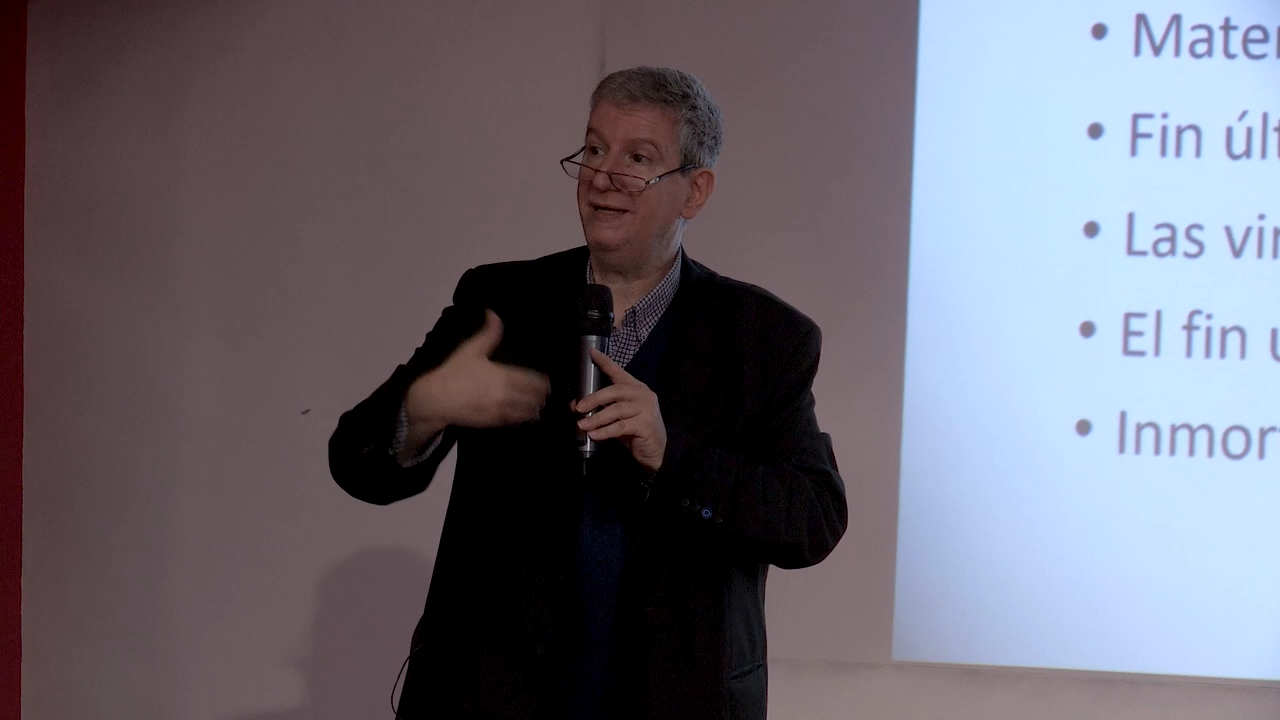 • Mater
• Fin últ
• Las vir
• El fin u
• Inmor